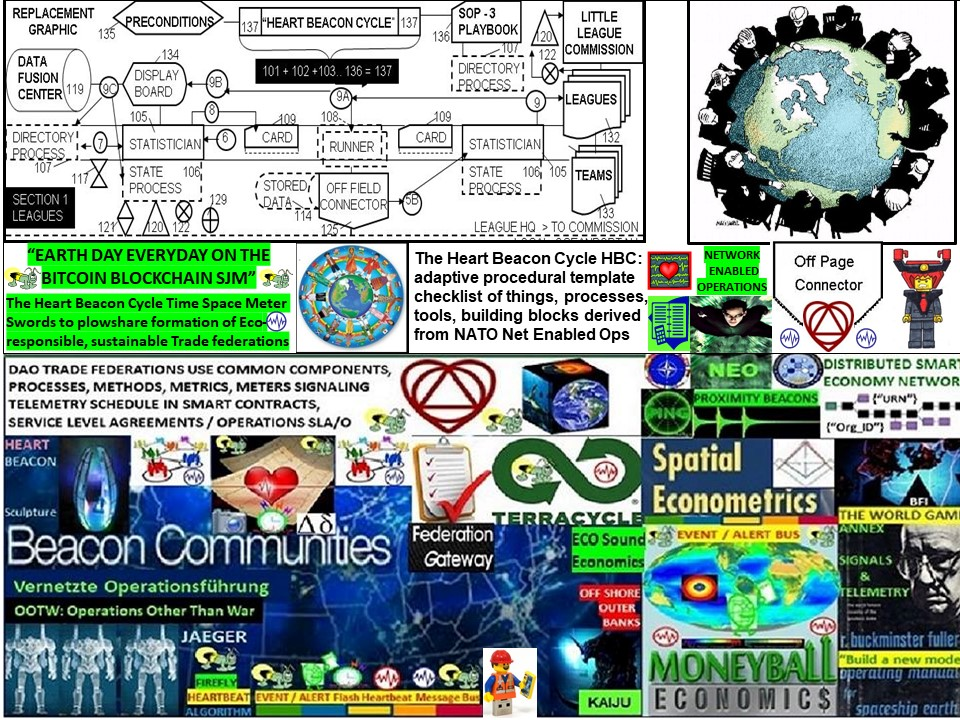 REPLACEMENT
GRAPHIC
135
PRECONDITIONS
137
"HEART BEACON CYCLE"
137
SOP - 3
PLAYBOOK
136
120
LITTLE
LEAGUE
COMMISSION
134
101 + 102 +103.. 136 = 137
107
122
DIRECTORY
PROCESS
DATA
FUSION
CENTER
119
9C
DISPLAY
BOARD
9B
9A
9
LEAGUES
105
8
109
108
109
132
DIRECTORY
PROCESS
7
STATISTICIAN
6
CARD
RUNNER
CARD
STATISTICIAN
107
117
STATE
PROCESS
106
STATE
PROCESS
106
105
TEAMS
SECTION 1
LEAGUES
STORED
DATA
114
OFF FIELD
CONNECTOR
5B
133
121
120
122
129
125
LEAGUE HQ > TO COMMISSION
"EARTH DAY EVERYDAY ON THE
BITCOIN BLOCKCHAIN SJM"
The Heart Beacon Cycle Time Space Meter
Swords to plowshare formation of Eco-
responsible, sustainable Trade federations
The Heart Beacon Cycle HBC:
adaptive procedural template
checklist of things, processes,
tools, building blocks derived
from NATO Net Enabled Ops
NETWORK
ENABLED
OPERATIONS
Off Page
Connector
DAO TRADE FEDERATIONS USE COMMON COMPONENTS,
PROCESSES, METHODS, METRICS, METERS SIGNALING
TELEMETRY SCHEDULE IN SMART CONTRACTS,
SERVICE LEVEL AGREEMENTS / OPERATIONS SLA/O
NEO
DISTRIBUTED SMART
ECONOMY NETWOR
PING
PROXIMITY BEACONS
{"URN"}
{"Org_ID"}
HEART
BEACON
Sculpture
Δδ
Beacon Communities
Federation
Gateway
TERRACYCLE
Spatial
Econometrics
BFI
THE WORLD GAM
ANNEX
SIGNALS
&
TELEMETRY
Vernetzte Operationsführung
OOTW: Operations Other Than War
ECO Sound
Economics
EVENT / ALERT BUS
OFF SHORE
OUTER
BANKS
r. buckminster fuller
"Build a new mode
operating manual
for
spaceship earth
JAEGER
FIREFLY
HEARTBEAT
ALGORITHM
EVENT / ALERT Flash Heartbeat Message Bus
KAIJU
MONEYBALL
ECONOMIC$